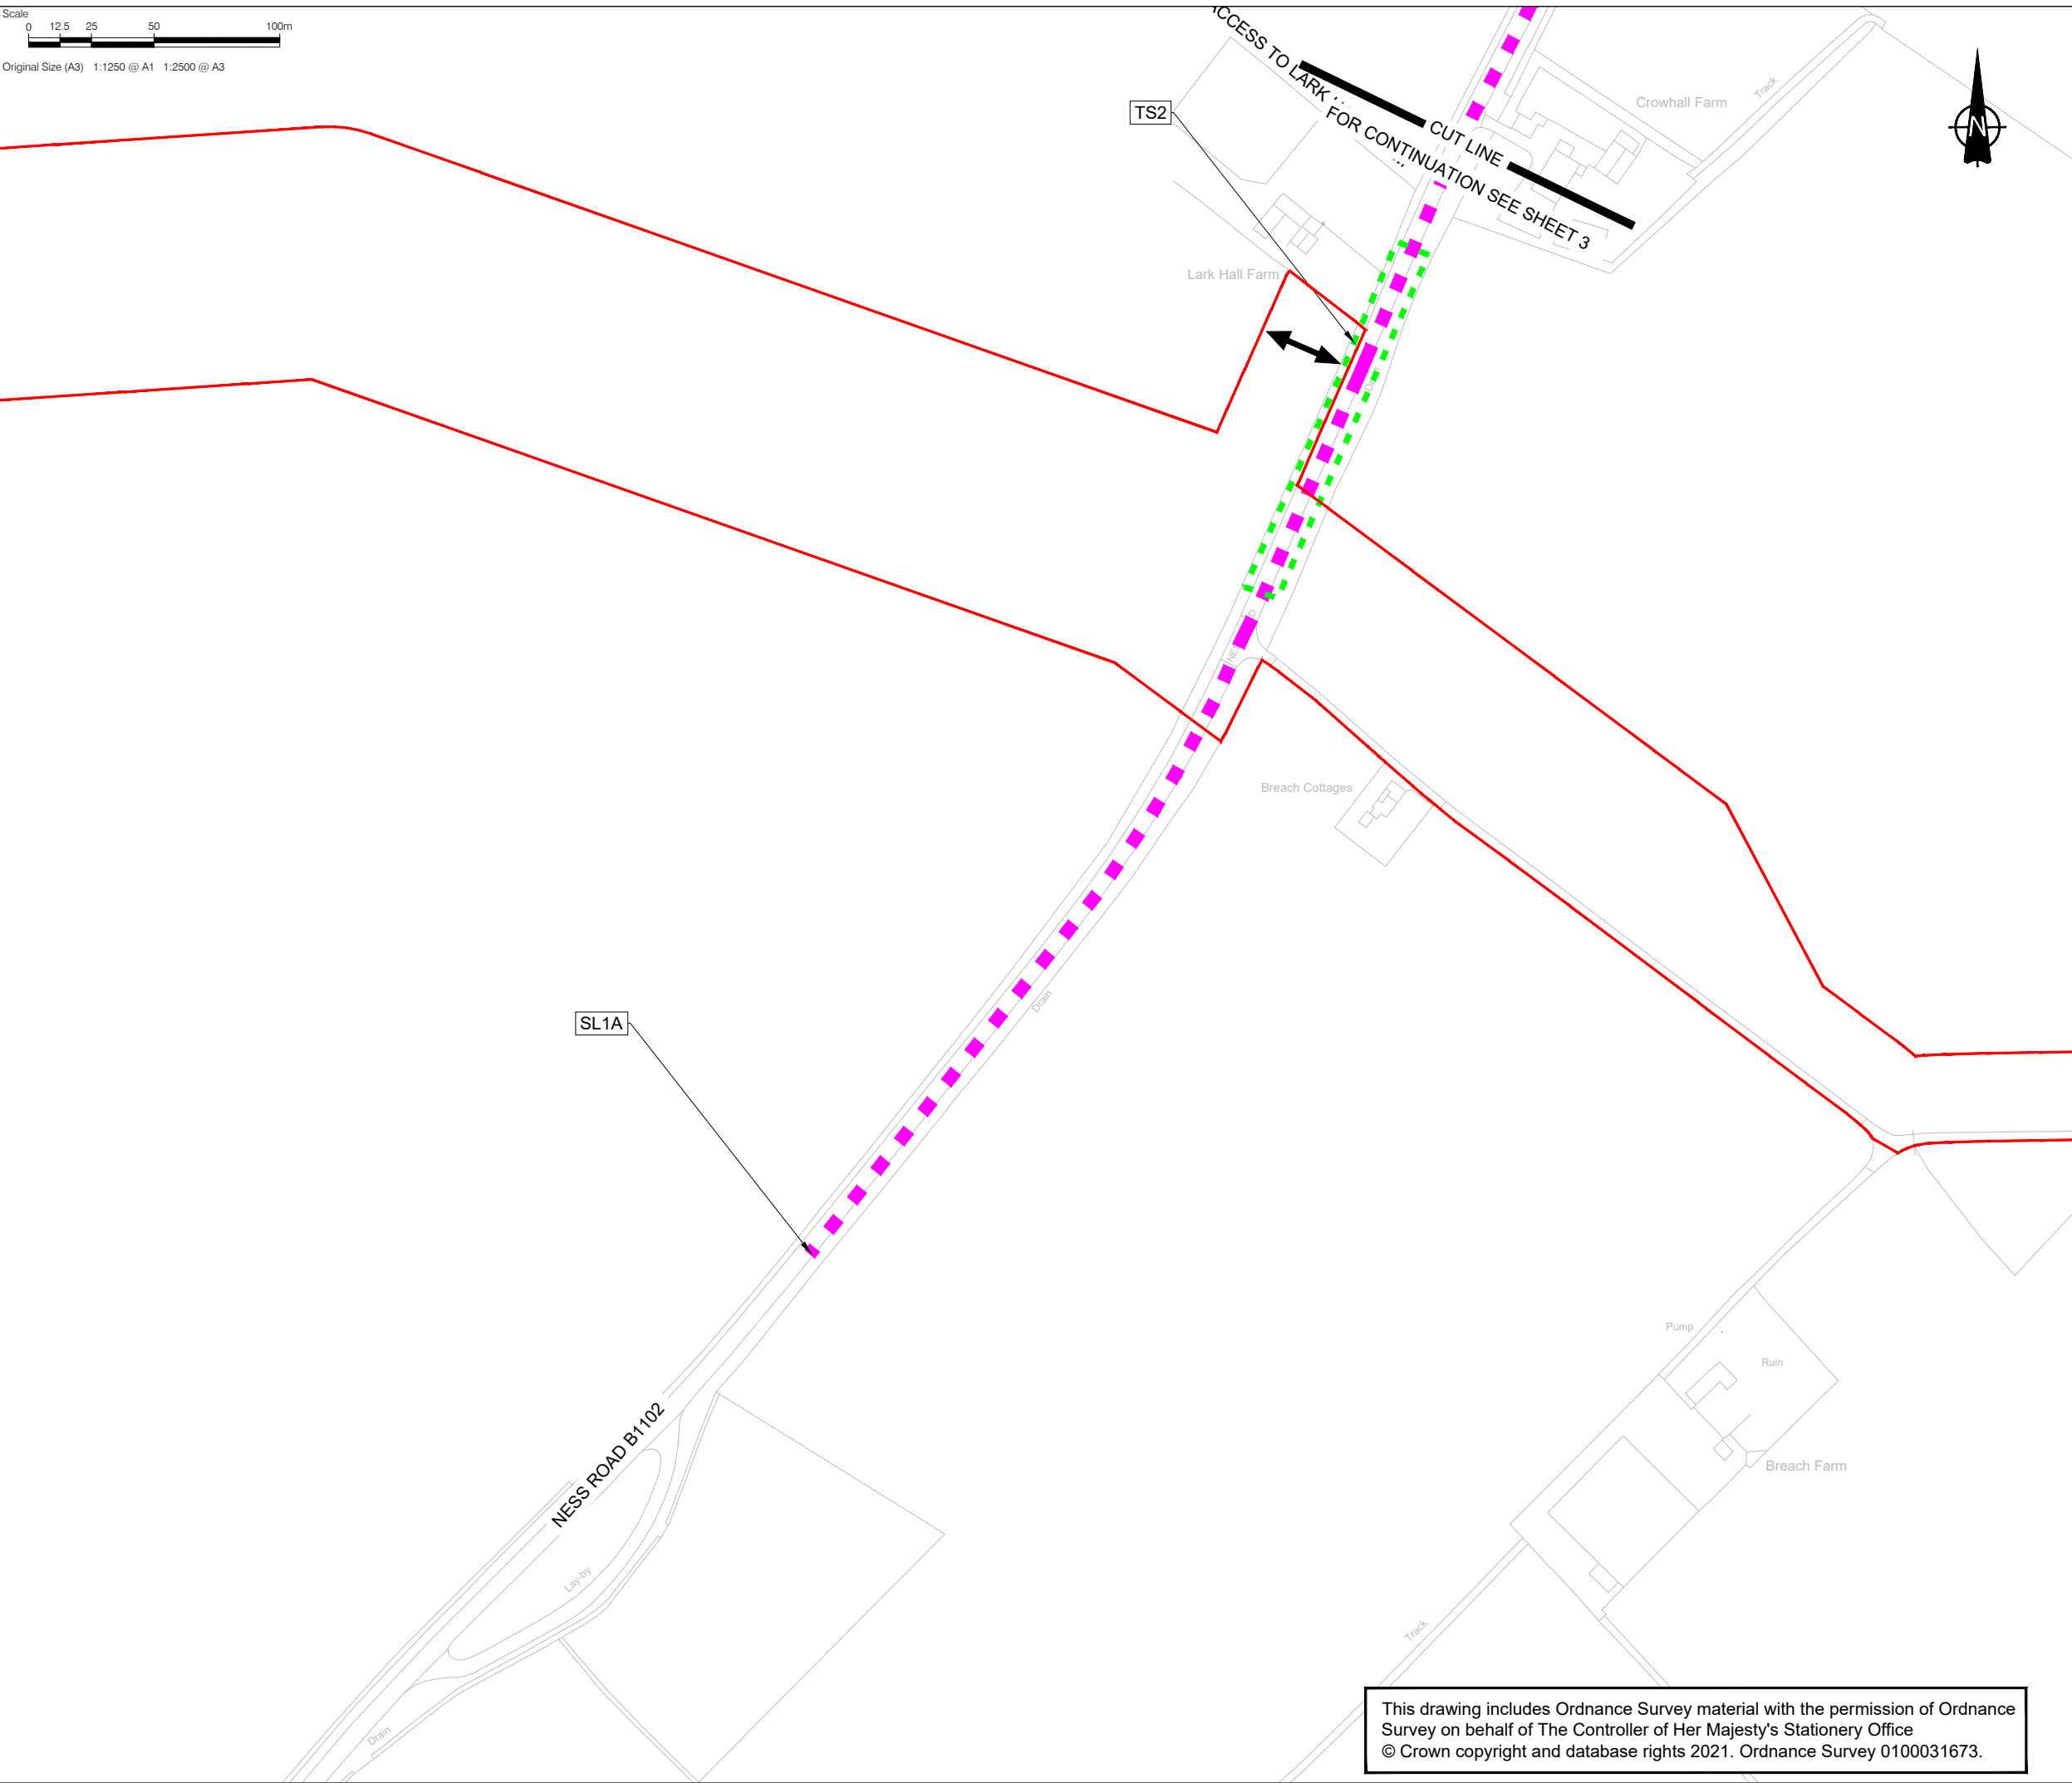 Scale
0 12.5 25 50 100m
Original Size (A3) 1:1250 @ A1 1:2500 @ A3
ACCESS TO LARK
CUT LINE
FOR CONTINUATION SEE SHEET 3
N
Crowhall Farm
Track
TS2
Lark Hall Farm
Drain
Breach Cottages
Drain
SL1A
NESS ROAD B1102
Lay-by
Drain
Pump
Ruin
Breach Farm
Track
This drawing includes Ordnance Survey material with the permission of Ordnance
Survey on behalf of The Controller of Her Majesty's Stationery Office
© Crown copyright and database rights 2021. Ordnance Survey 0100031673.